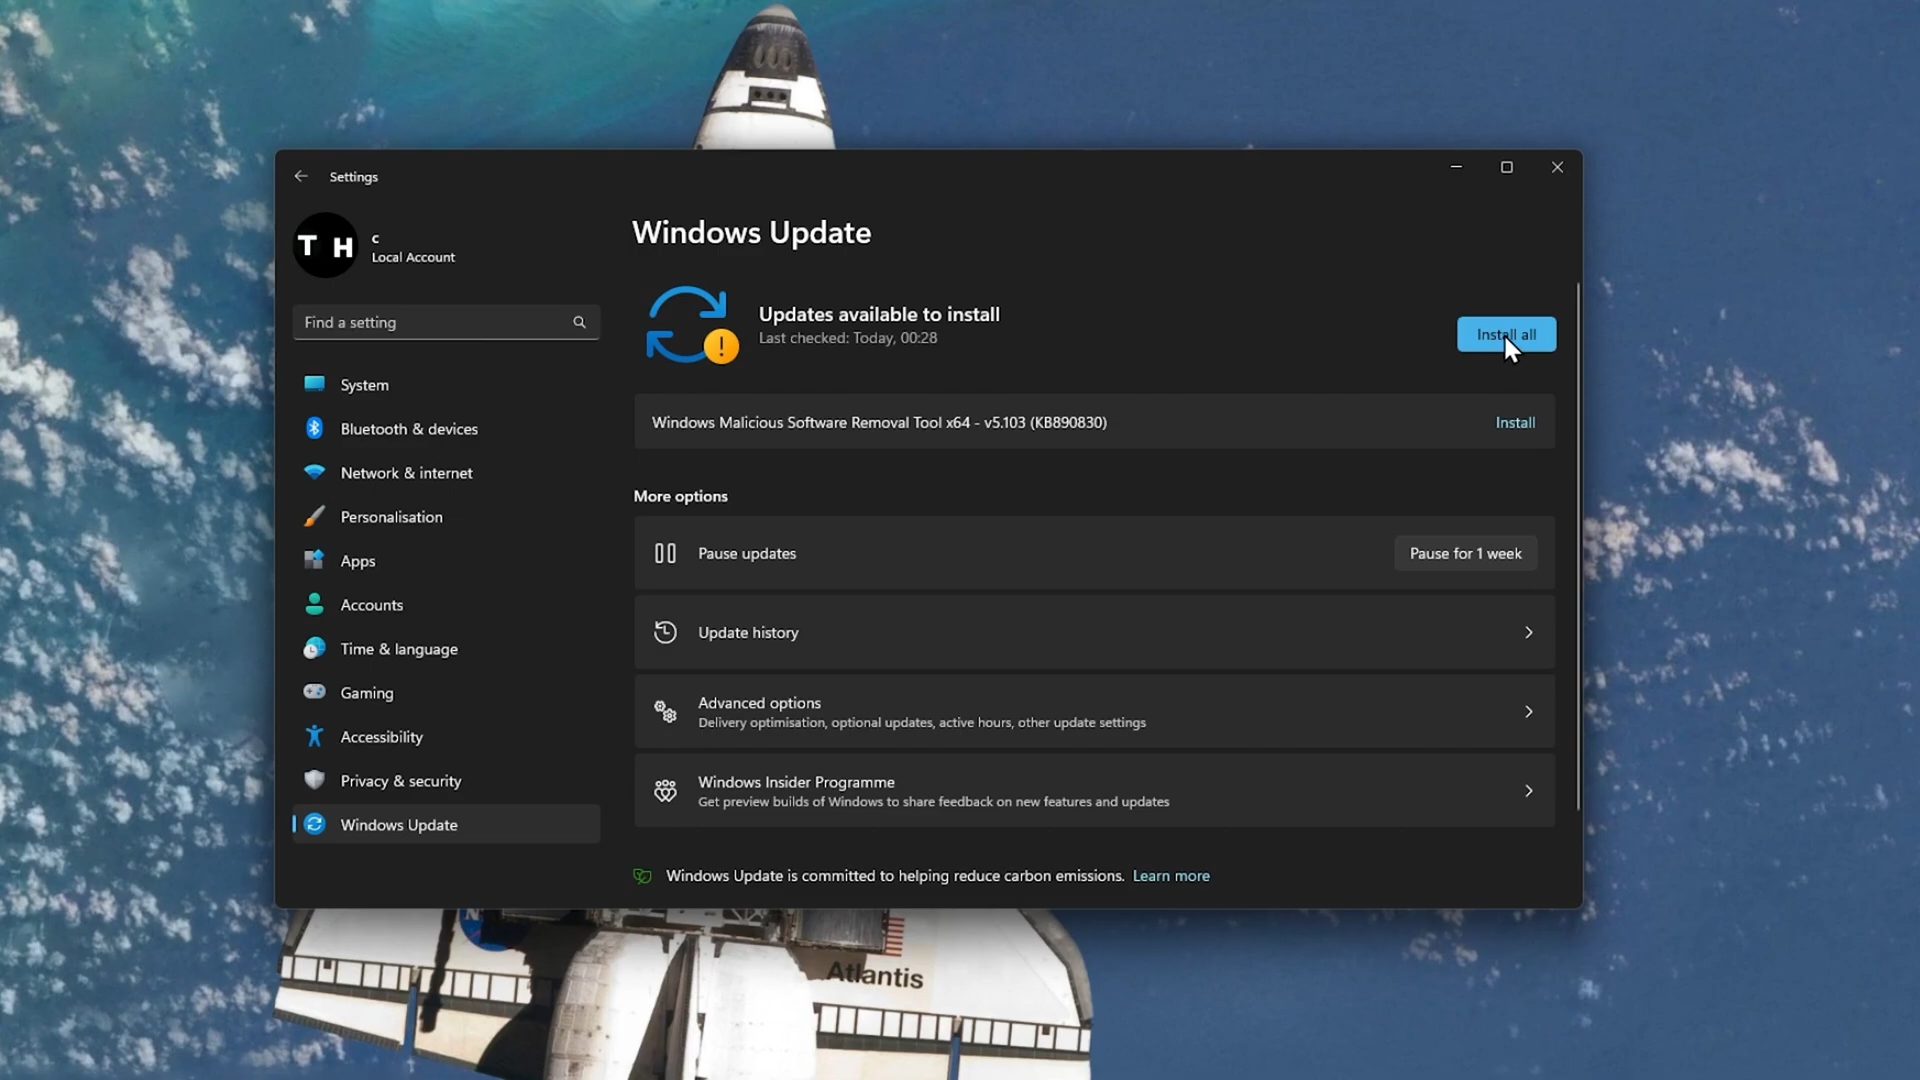 Settings
T H
c
Local Account
Find a setting
System
Bluetooth & devices
Network & internet
Personalisation
Apps
Accounts
Time & language
Gaming
Accessibility
Privacy & security
Windows Update
Windows Update
Updates available to install
Last checked: Today, 00:28
Install all
Windows Malicious Software Removal Tool x64 - v5.103 (KB890830)
Install
More options
Pause updates
Pause for 1 week
Update history
Advanced options
Delivery optimisation, optional updates, active hours, other update settings
Windows Insider Programme
Get preview builds of Windows to share feedback on new features and updates
Windows Update is committed to helping reduce carbon emissions. Learn more
Atlantis